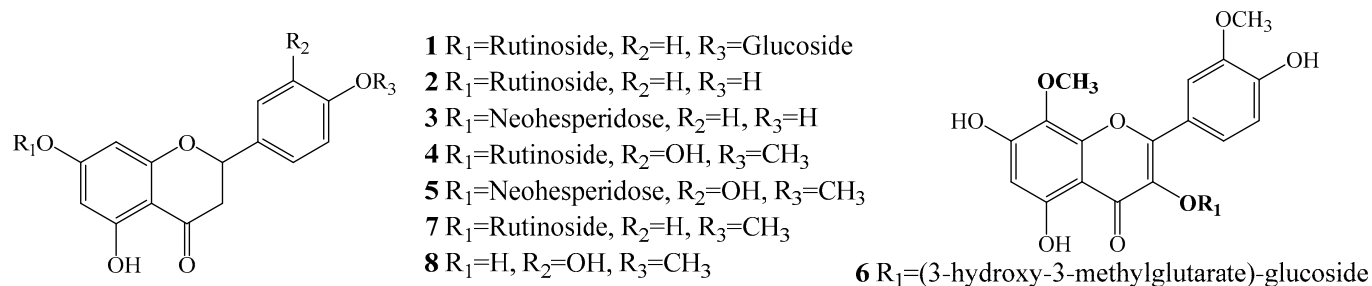 R₂
OR₃
R₁O
O
OH
O
1 R₁=Rutinoside, R₂=H, R₃=Glucoside
2 R₁=Rutinoside, R₂=H, R₃=H
3 R₁=Neohesperidose, R₂=H, R₃=H
4 R₁=Rutinoside, R₂=OH, R₃=CH₃
5 R₁=Neohesperidose, R₂=OH, R₃=CH₃
7 R₁=Rutinoside, R₂=H, R₃=CH₃
8 R₁=H, R₂=OH, R₃=CH₃
OCH₃
OH
OCH₃
HO
O
OR₁
OH
O
6 R₁=(3-hydroxy-3-methylglutarate)-glucoside